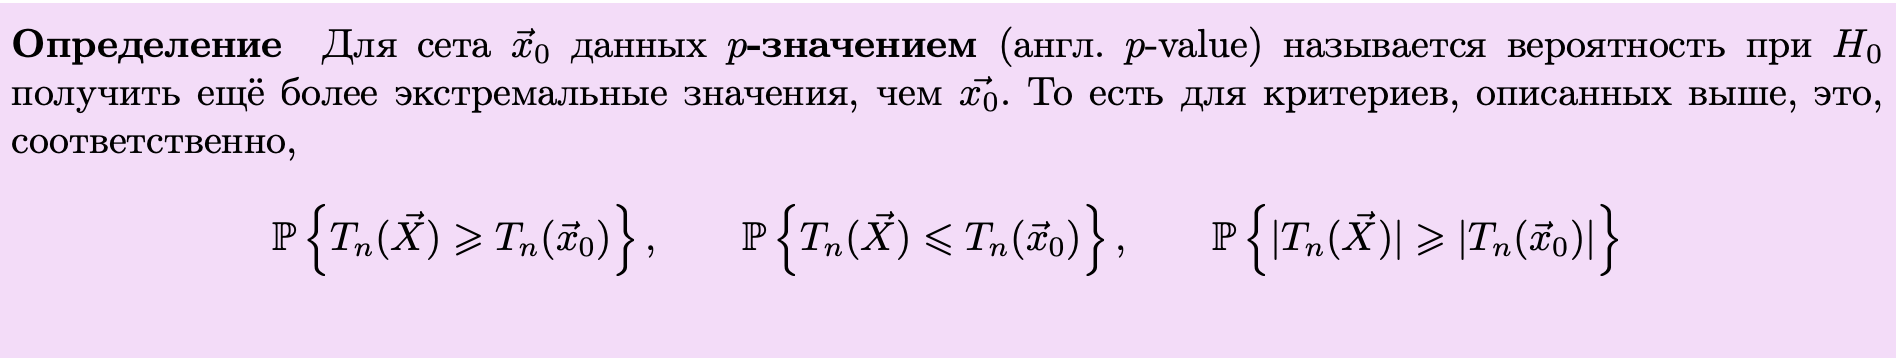 Определение Для сета $\vec{x}_0$ данных $p$-значением (англ. $p$-value) называется вероятность при $H_0$
получить ещё более экстремальные значения, чем $\vec{x_0}$. То есть для критериев, описанных выше, это,
соответственно,
$\mathbb{P}\left\{T_n(\vec{X}) \geqslant T_n(\vec{x}_0)\right\}, \qquad \mathbb{P}\left\{T_n(\vec{X}) \leqslant T_n(\vec{x}_0)\right\}, \qquad \mathbb{P}\left\{|T_n(\vec{X})| \geqslant |T_n(\vec{x}_0)|\right\}$